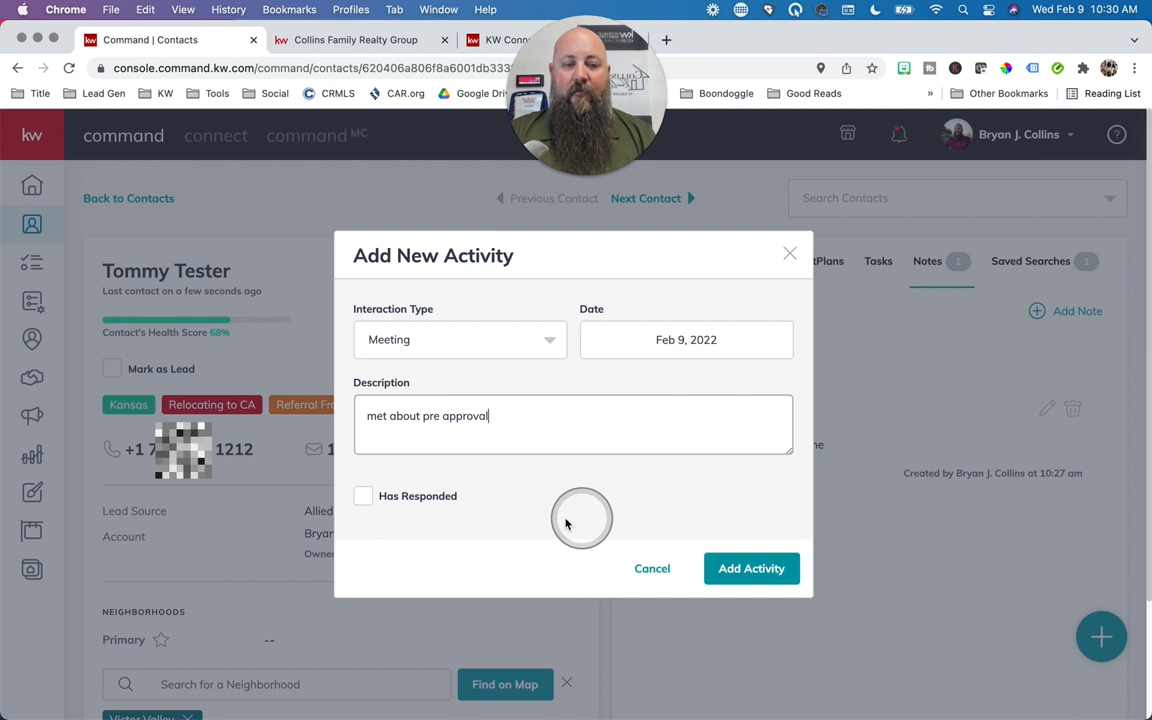 Chrome File Edit View History Bookmarks Profiles Tab Window Help Wed Feb 9 10:30 AM
kw Command | Contacts kw Collins Family Realty Group kw KW Conn
console.command.kw.com/command/contacts/620406a806f8a6001db333
Title Lead Gen KW Tools Social CRMLS CAR.org Google Driv Boondoggle Good Reads » Other Bookmarks Reading List
kw command connect command MC Bryan J. Collins
Back to Contacts Previous Contact Next Contact Search Contacts
Tommy Tester
Last contact on a few seconds ago
Contact's Health Score 68%
Mark as Lead
Kansas Relocating to CA Referral Fro
+1 7 1212 1
Lead Source Allied
Account Bryan
Owner
NEIGHBORHOODS
Primary --
Search for a Neighborhood Find on Map
Victor Valley
Add New Activity
Interaction Type Date
Meeting Feb 9, 2022
Description
met about pre approval
Has Responded
Cancel Add Activity
tPlans Tasks Notes 1 Saved Searches 1
Add Note
me
Created by Bryan J. Collins at 10:27 am